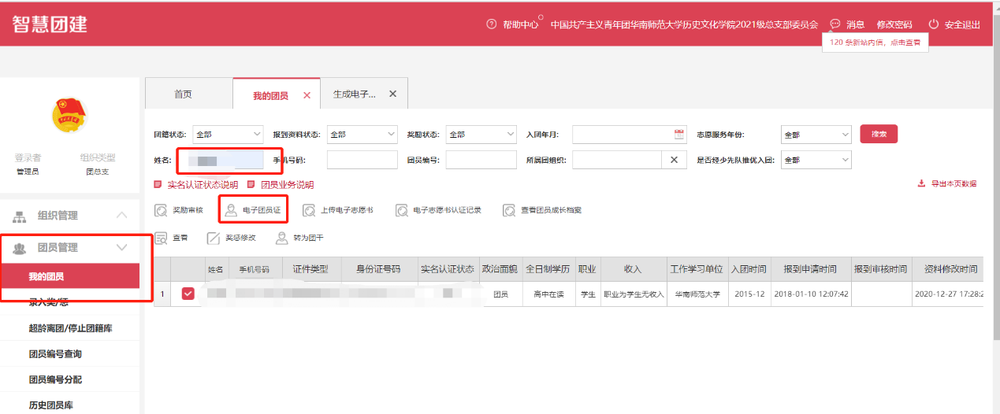 智慧团建
帮助中心 中国共产主义青年团华南师范大学历史文化学院2021级总支部委员会 消息 修改密码 安全退出
120 条新站内信，点击查看
首页 我的团员 生成电子...
登录者 组织类型
管理员 团总支
组织管理
团员管理
我的团员
录入奖/惩
超龄离团/停止团籍库
团员编号查询
团员编号分配
历史团员库
团籍状态: 全部 报到资料状态: 全部 奖励状态: 全部 入团年月: 志愿服务年份: 全部 搜索
姓名: 手机号码: 团员编号: 所属团组织: 是否经少先队推优入团: 全部
实名认证状态说明 团员业务说明 导出本页数据
奖励审核 电子团员证 上传电子志愿书 电子志愿书认证记录 查看团员成长档案
查看 奖惩修改 转为团干
姓名 手机号码 证件类型 身份证号码 实名认证状态 政治面貌 全日制学历 职业 收入 工作学习单位 入团时间 报到申请时间 报到审核时间 资料修改时间
1 团员 高中在读 学生 职业为学生无收入 华南师范大学 2015-12 2018-01-10 12:07:42 2020-12-27 17:28:2